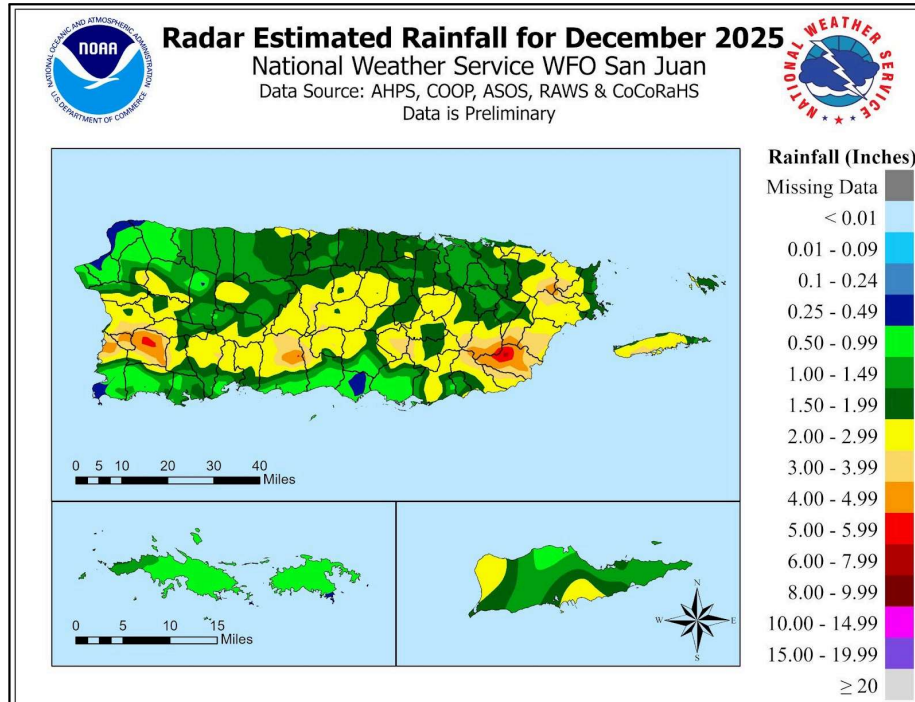 Radar Estimated Rainfall for December 2025
National Weather Service WFO San Juan
Data Source: AHPS, COOP, ASOS, RAWS & CoCoRaHS
Data is Preliminary
NATIONAL OCEANIC AND ATMOSPHERIC ADMINISTRATION
NOAA
U.S. DEPARTMENT OF COMMERCE
NATIONAL WEATHER SERVICE
Rainfall (Inches)
Missing Data
< 0.01
0.01 - 0.09
0.1 - 0.24
0.25 - 0.49
0.50 - 0.99
1.00 - 1.49
1.50 - 1.99
2.00 - 2.99
3.00 - 3.99
4.00 - 4.99
5.00 - 5.99
6.00 - 7.99
8.00 - 9.99
10.00 - 14.99
15.00 - 19.99
≥ 20
0 5 10 20 30 40
Miles
0 5 10 15
Miles
N
W E
S